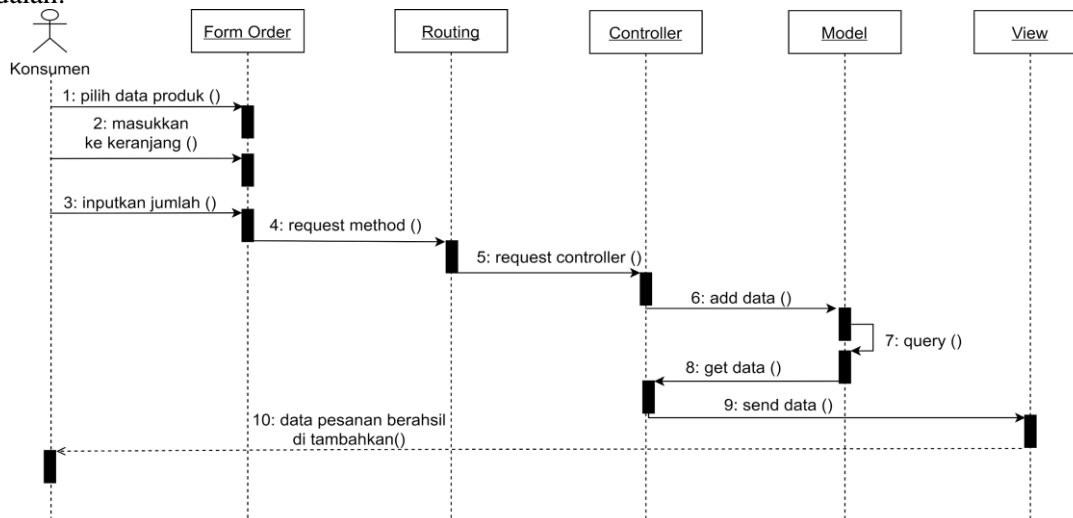 Form Order
Routing
Controller
Model
View
Konsumen
1: pilih data produk ()
2: masukkan
ke keranjang ()
3: inputkan jumlah ()
4: request method ()
5: request controller ()
6: add data ()
7: query ()
8: get data ()
9: send data ()
10: data pesanan berahsil
di tambahkan()